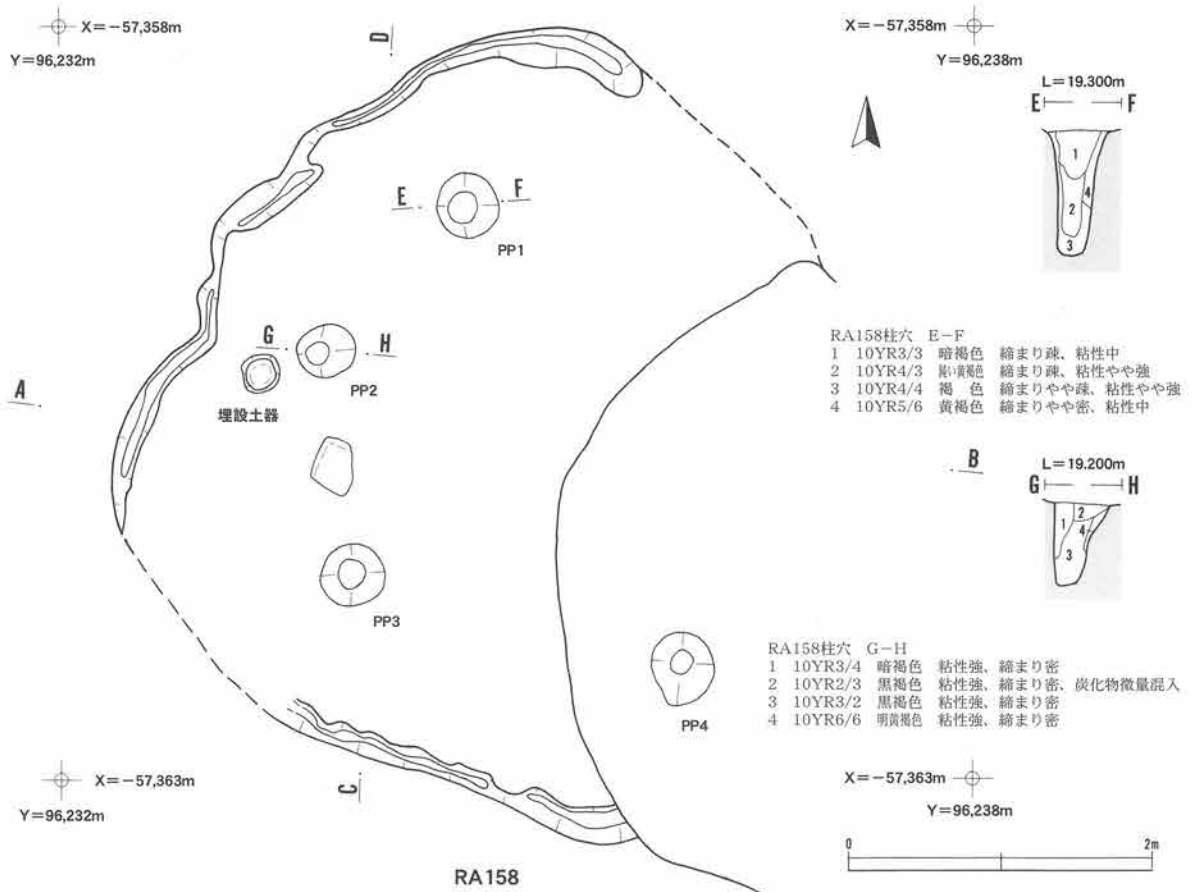 X=−57,358m
Y=96,232m
D
X=−57,358m
Y=96,238m
L=19.300m
E F
1
2
4
3
E F
PP1
RA158柱穴 E−F
1 10YR3/3 暗褐色 締まり疎、粘性中
2 10YR4/3 鈍い黄褐色 締まり疎、粘性やや強
3 10YR4/4 褐 色 締まりやや疎、粘性やや強
4 10YR5/6 黄褐色 締まりやや密、粘性中
G H
PP2
埋設土器
A
B
L=19.200m
G H
2
1
4
3
PP3
PP4
RA158柱穴 G−H
1 10YR3/4 暗褐色 粘性強、締まり密
2 10YR2/3 黒褐色 粘性強、締まり密、炭化物微量混入
3 10YR3/2 黒褐色 粘性強、締まり密
4 10YR6/6 明黄褐色 粘性強、締まり密
X=−57,363m
Y=96,232m
C
X=−57,363m
Y=96,238m
0 2m
RA158